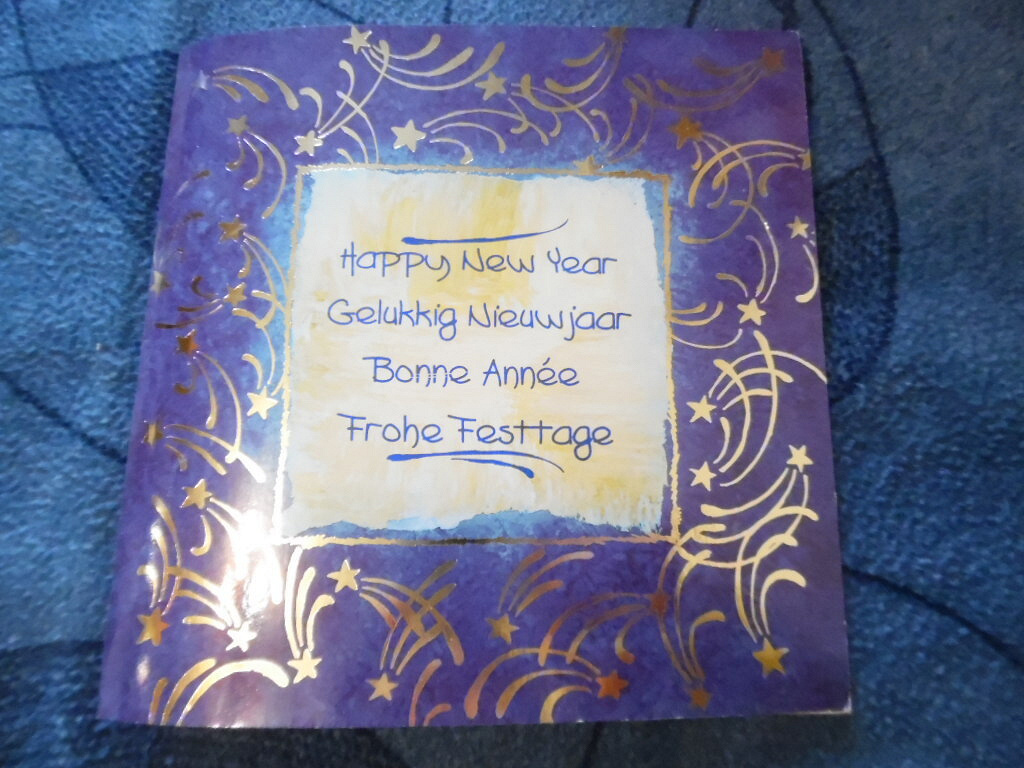 Happy New Year
Gelukkig Nieuwjaar
Bonne Année
Frohe Festtage